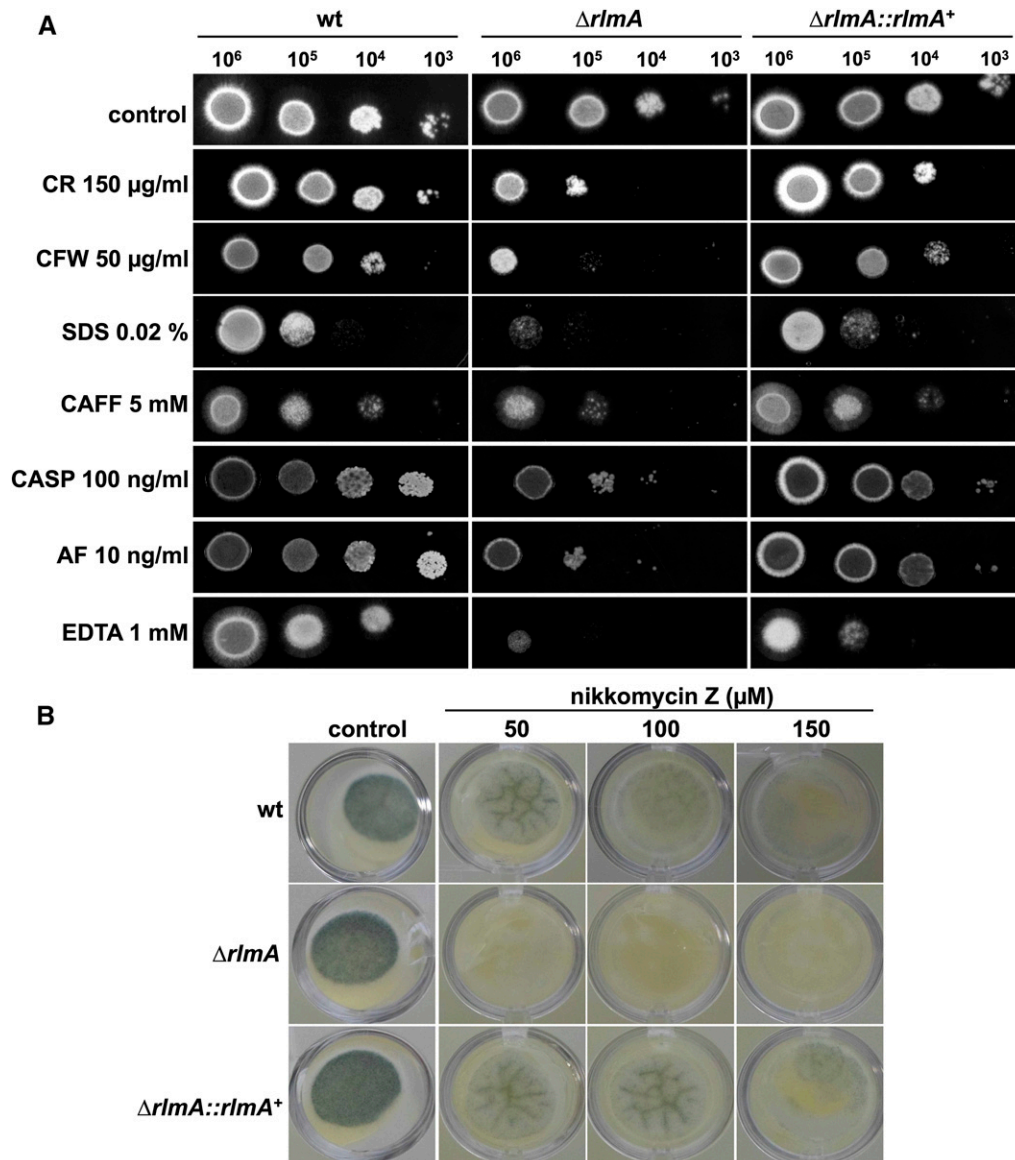 A
wt ΔrlmA ΔrlmA::rlmA⁺
10⁶ 10⁵ 10⁴ 10³ 10⁶ 10⁵ 10⁴ 10³ 10⁶ 10⁵ 10⁴ 10³
control
CR 150 µg/ml
CFW 50 µg/ml
SDS 0.02 %
CAFF 5 mM
CASP 100 ng/ml
AF 10 ng/ml
EDTA 1 mM
B
nikkomycin Z (µM)
control 50 100 150
wt
ΔrlmA
ΔrlmA::rlmA⁺